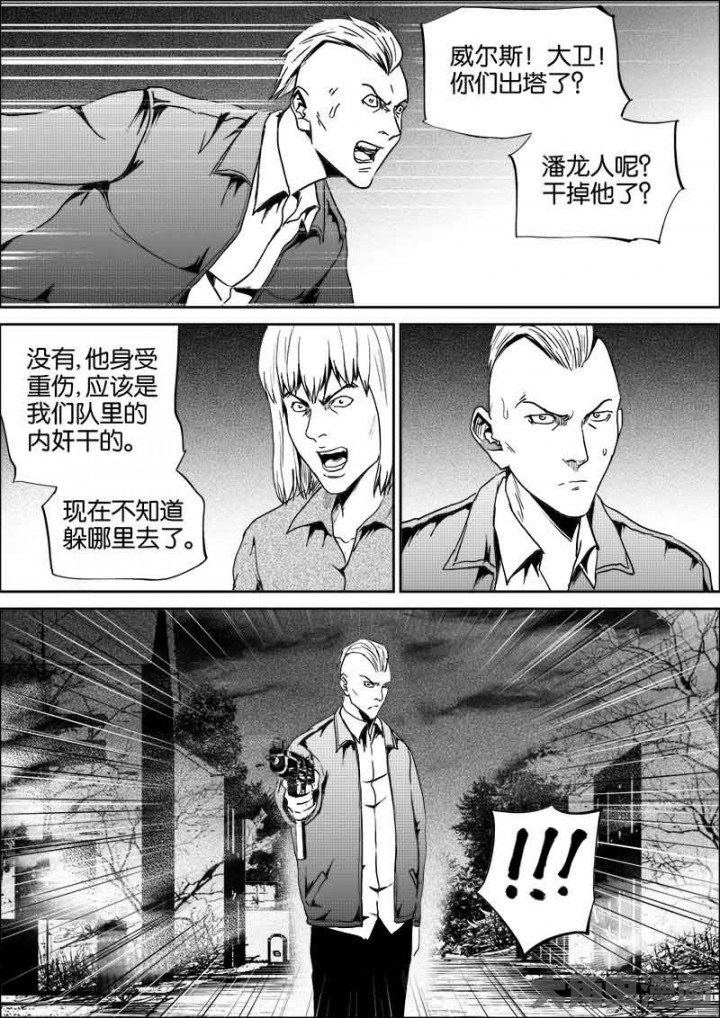 威尔斯！大卫！
你们出塔了？
潘龙人呢？
干掉他了？
没有，他身受
重伤，应该是
我们队里的
内奸干的。
现在不知道
躲哪里去了。
!!!